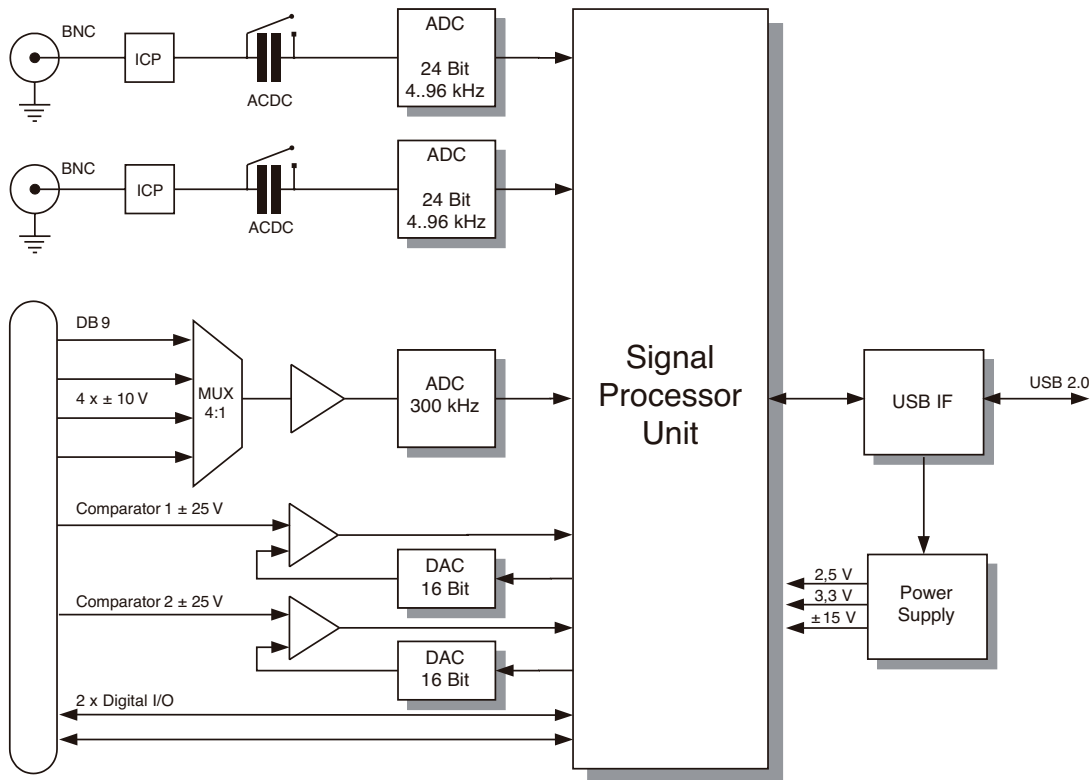 BNC
ICP
ACDC
ADC
24 Bit
4..96 kHz
BNC
ICP
ACDC
ADC
24 Bit
4..96 kHz
DB 9
4 x ± 10 V
MUX
4:1
ADC
300 kHz
Comparator 1 ± 25 V
DAC
16 Bit
Comparator 2 ± 25 V
DAC
16 Bit
2 x Digital I/O
Signal
Processor
Unit
USB IF
USB 2.0
2,5 V
3,3 V
±15 V
Power
Supply